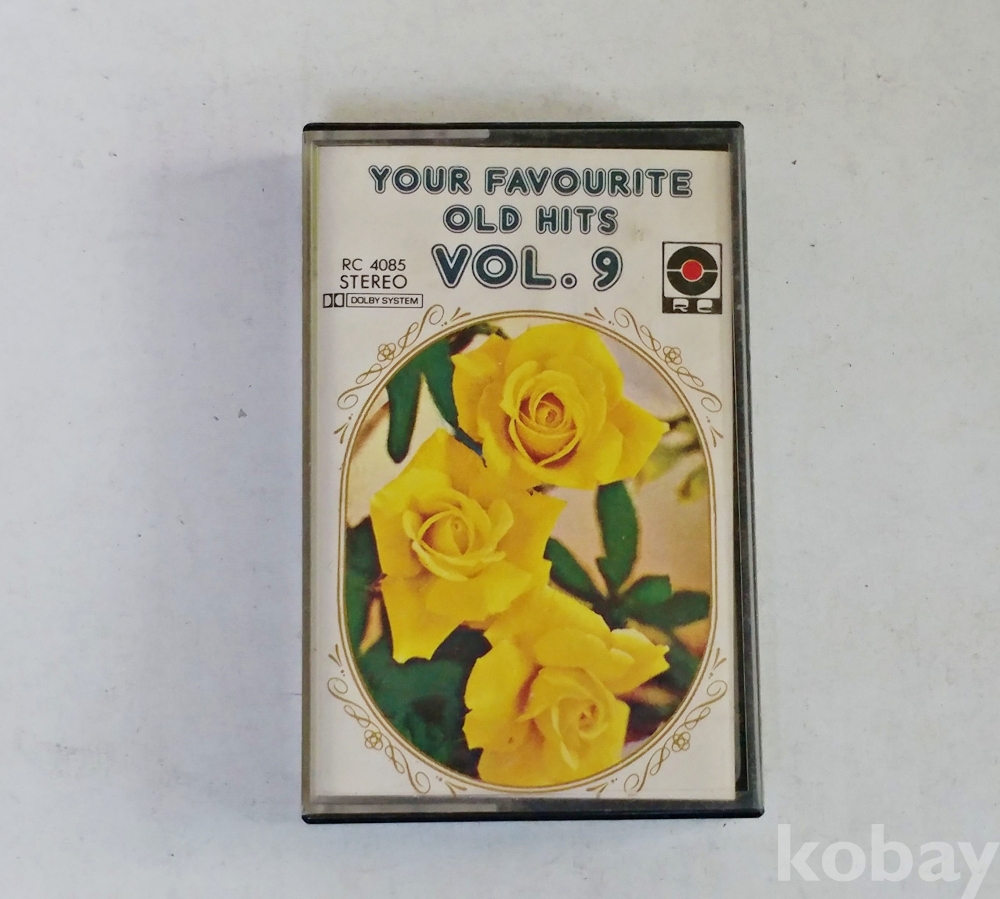 YOUR FAVOURITE
OLD HITS
VOL. 9
RC 4085
STEREO
DOLBY SYSTEM
RC
kobay